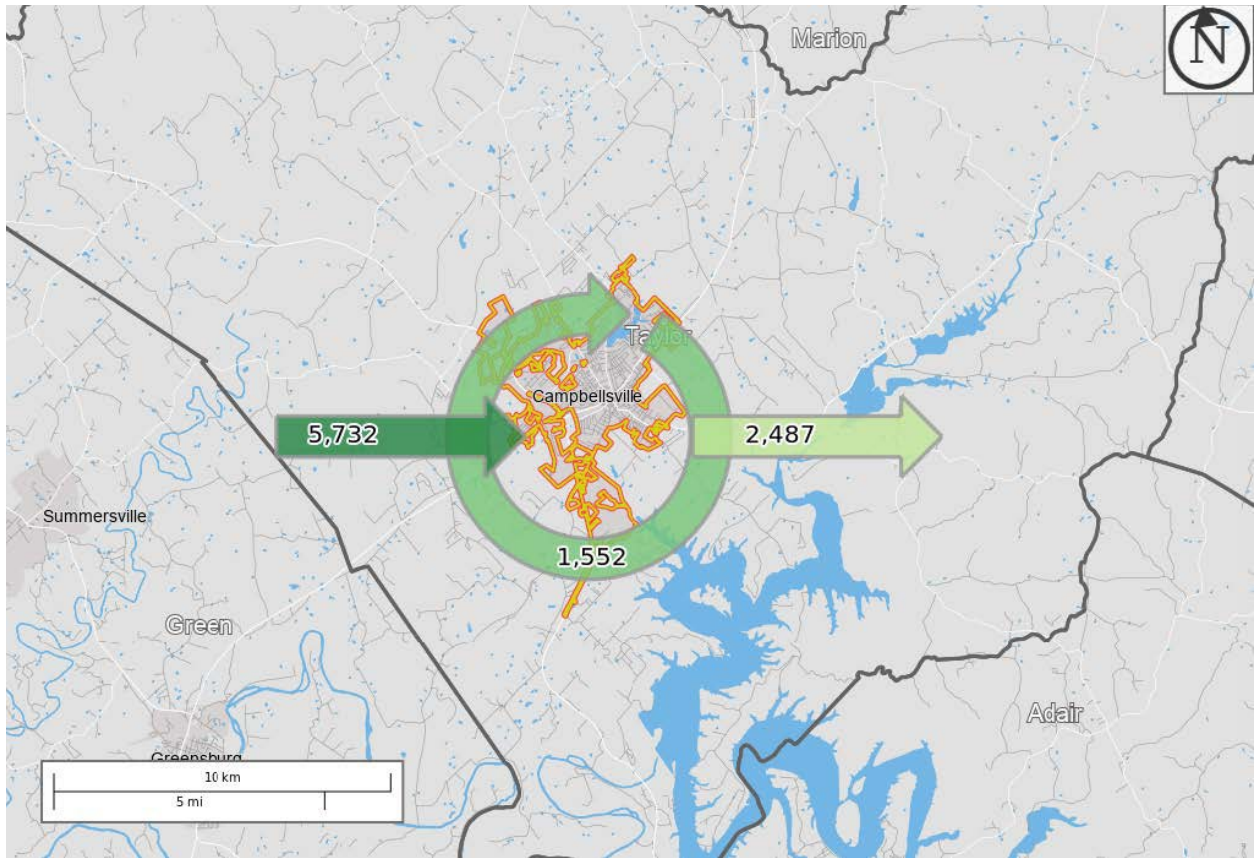 Marion
N
Taylor
Campbellsville
5,732
2,487
Summersville
1,552
Green
Adair
Greensburg
10 km
5 mi